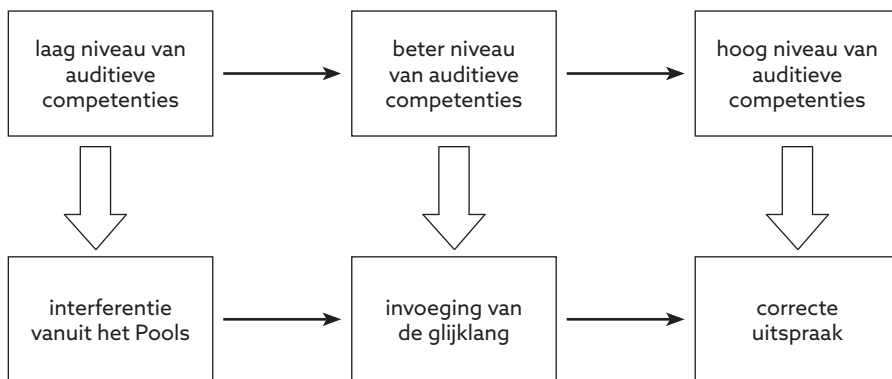 laag niveau van
auditieve
competenties
beter niveau
van auditieve
competenties
hoog niveau van
auditieve
competenties
interferentie
vanuit het Pools
invoeging van
de glijklang
correcte
uitspraak